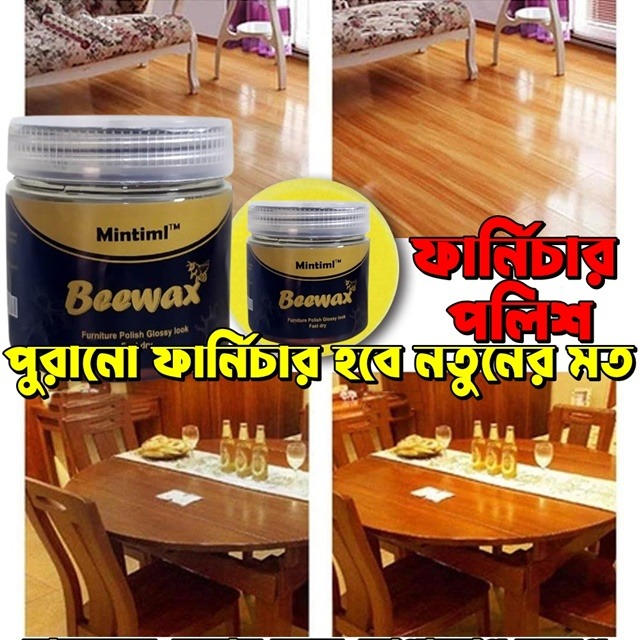 Mintiml™
Beewax
Furniture Polish Glossy look
Mintiml™
Beewax
Furniture Polish Glossy look
Fast dry
ফার্নিচার
পলিশ
পুরানো ফার্নিচার হবে নতুনের মত